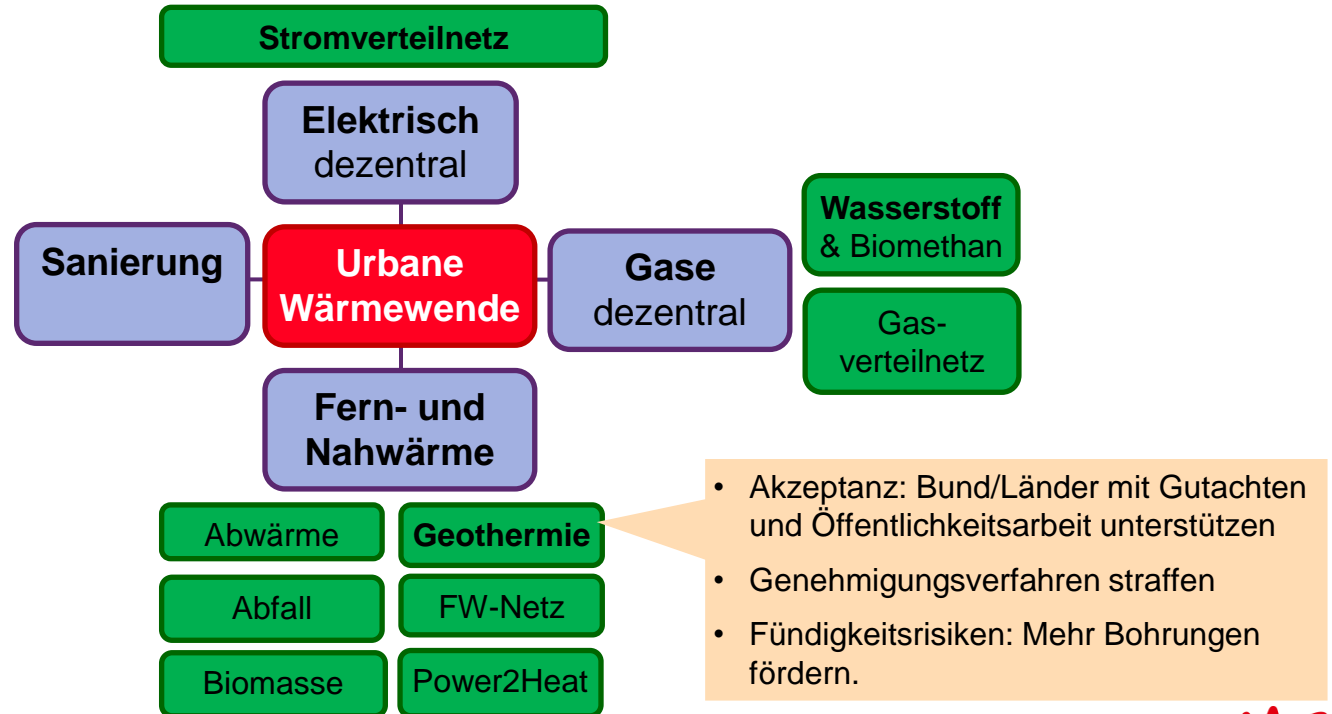 Stromverteilnetz
Elektrisch
dezentral
Sanierung
Urbane
Wärmewende
Gase
dezentral
Wasserstoff
& Biomethan
Gas-
verteilnetz
Fern- und
Nahwärme
Abwärme
Geothermie
Abfall
FW-Netz
Biomasse
Power2Heat
• Akzeptanz: Bund/Länder mit Gutachten
und Öffentlichkeitsarbeit unterstützen
• Genehmigungsverfahren straffen
• Fündigkeitsrisiken: Mehr Bohrungen
fördern.